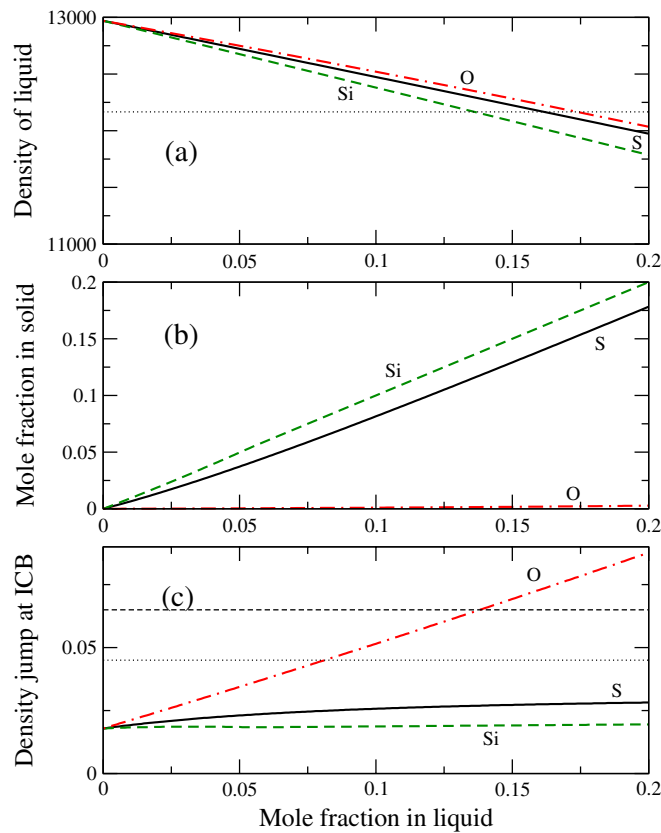 13000
Density of liquid
O
Si
S
(a)
11000
0 0.05 0.1 0.15 0.2
0.2
0.15
0.1
0.05
0
Mole fraction in solid
(b)
Si
S
O
0 0.05 0.1 0.15 0.2
Density jump at ICB
(c)
O
0.05
S
Si
0
0 0.05 0.1 0.15 0.2
Mole fraction in liquid